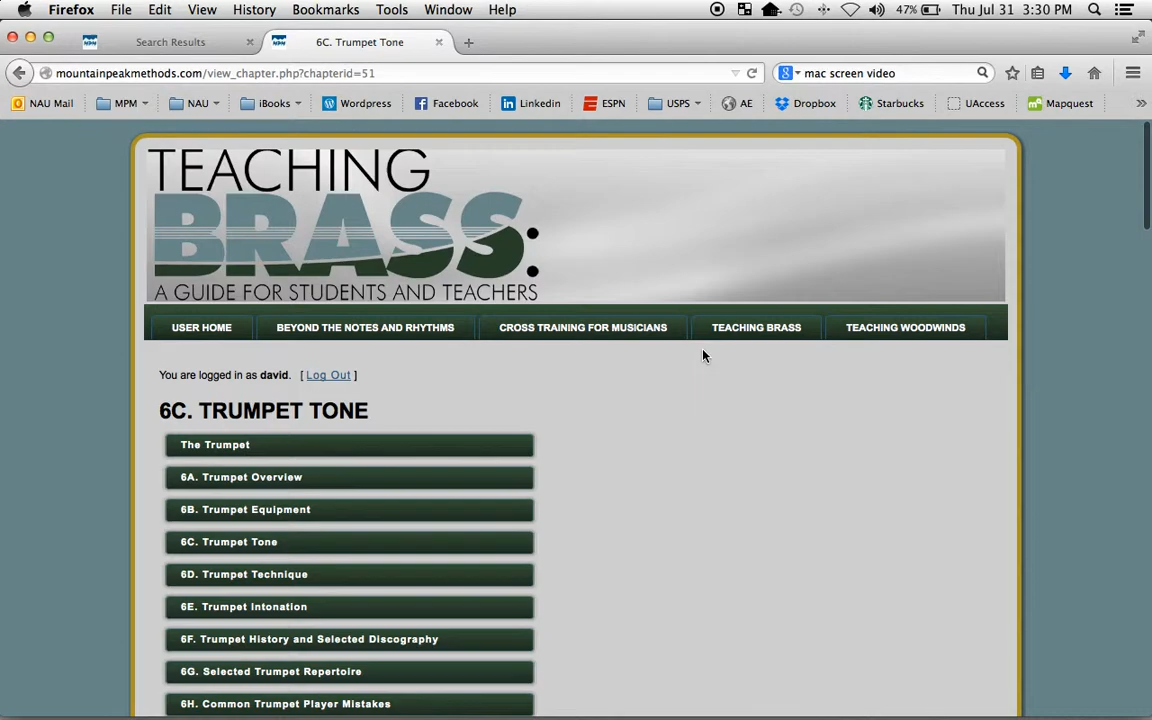 Firefox File Edit View History Bookmarks Tools Window Help 47% Thu Jul 31 3:30 PM
MPM Search Results × MPM 6C. Trumpet Tone × +
mountainpeakmethods.com/view_chapter.php?chapterid=51 8 mac screen video
NAU Mail MPM NAU iBooks Wordpress Facebook Linkedin ESPN USPS AE Dropbox Starbucks UAccess Mapquest »
TEACHING
BRASS:
A GUIDE FOR STUDENTS AND TEACHERS
USER HOME BEYOND THE NOTES AND RHYTHMS CROSS TRAINING FOR MUSICIANS TEACHING BRASS TEACHING WOODWINDS
You are logged in as david. [ Log Out ]
6C. TRUMPET TONE
The Trumpet
6A. Trumpet Overview
6B. Trumpet Equipment
6C. Trumpet Tone
6D. Trumpet Technique
6E. Trumpet Intonation
6F. Trumpet History and Selected Discography
6G. Selected Trumpet Repertoire
6H. Common Trumpet Player Mistakes